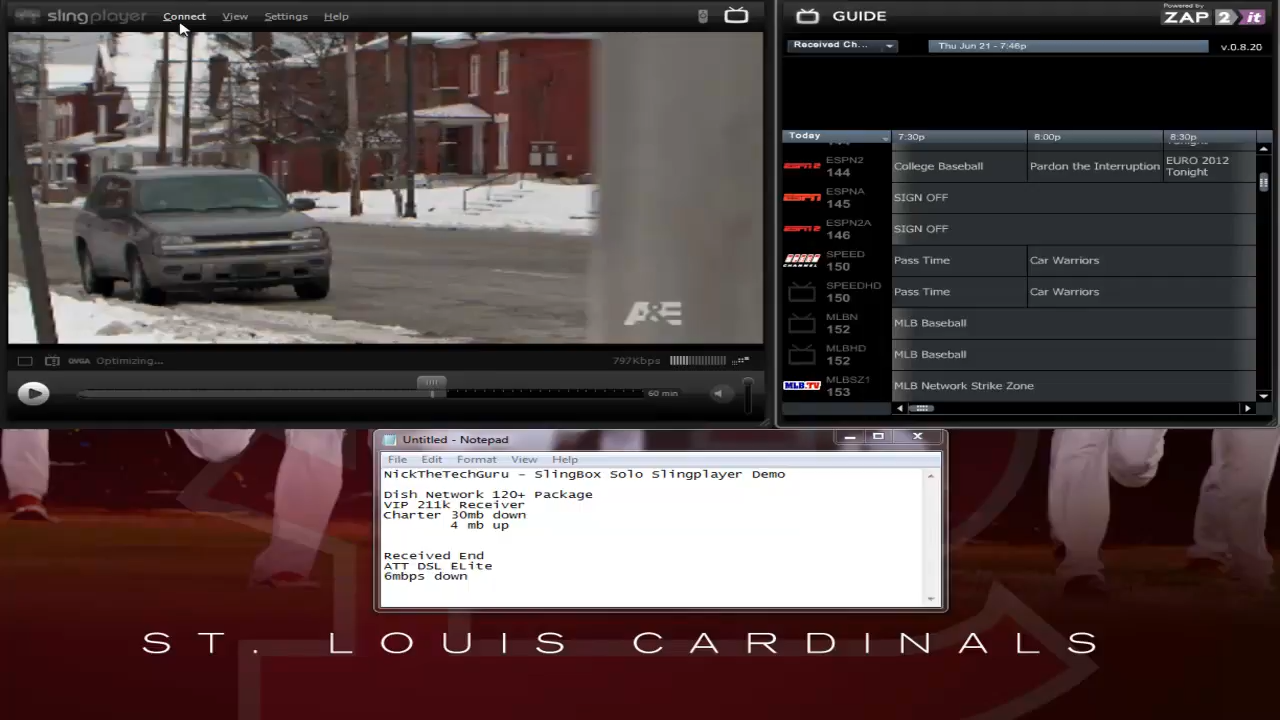 slingplayer Connect View Settings Help
GUIDE
Powered by
ZAP 2 it
Received Ch...
Thu Jun 21 - 7:46p
v.0.8.20
Today 7:30p 8:00p 8:30p
ESPN2
144
College Baseball
Pardon the Interruption
EURO 2012
Tonight
ESPNA
145
SIGN OFF
ESPN2A
146
SIGN OFF
SPEED
150
Pass Time
Car Warriors
SPEEDHD
150
Pass Time
Car Warriors
MLBN
152
MLB Baseball
MLBHD
152
MLB Baseball
MLB.TV
MLBSZ1
153
MLB Network Strike Zone
A&E
QVGA Optimizing...
797Kbps
60 min
Untitled - Notepad
File Edit Format View Help
NickTheTechGuru - SlingBox Solo Slingplayer Demo
Dish Network 120+ Package
VIP 211k Receiver
Charter 30mb down
4 mb up
Received End
ATT DSL ELite
6mbps down
ST. LOUIS CARDINALS